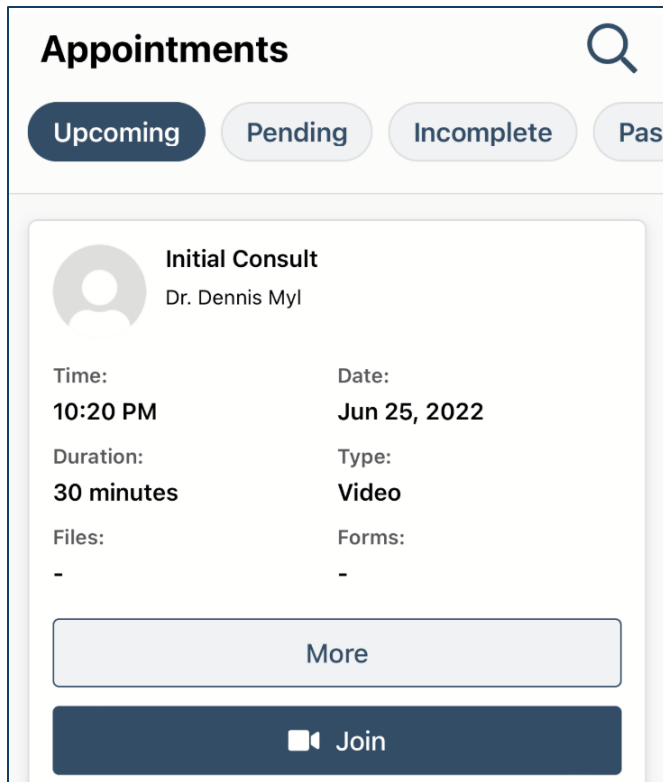 Appointments
Upcoming Pending Incomplete Pas
Initial Consult
Dr. Dennis Myl
Time: Date:
10:20 PM Jun 25, 2022
Duration: Type:
30 minutes Video
Files: Forms:
- -
More
Join